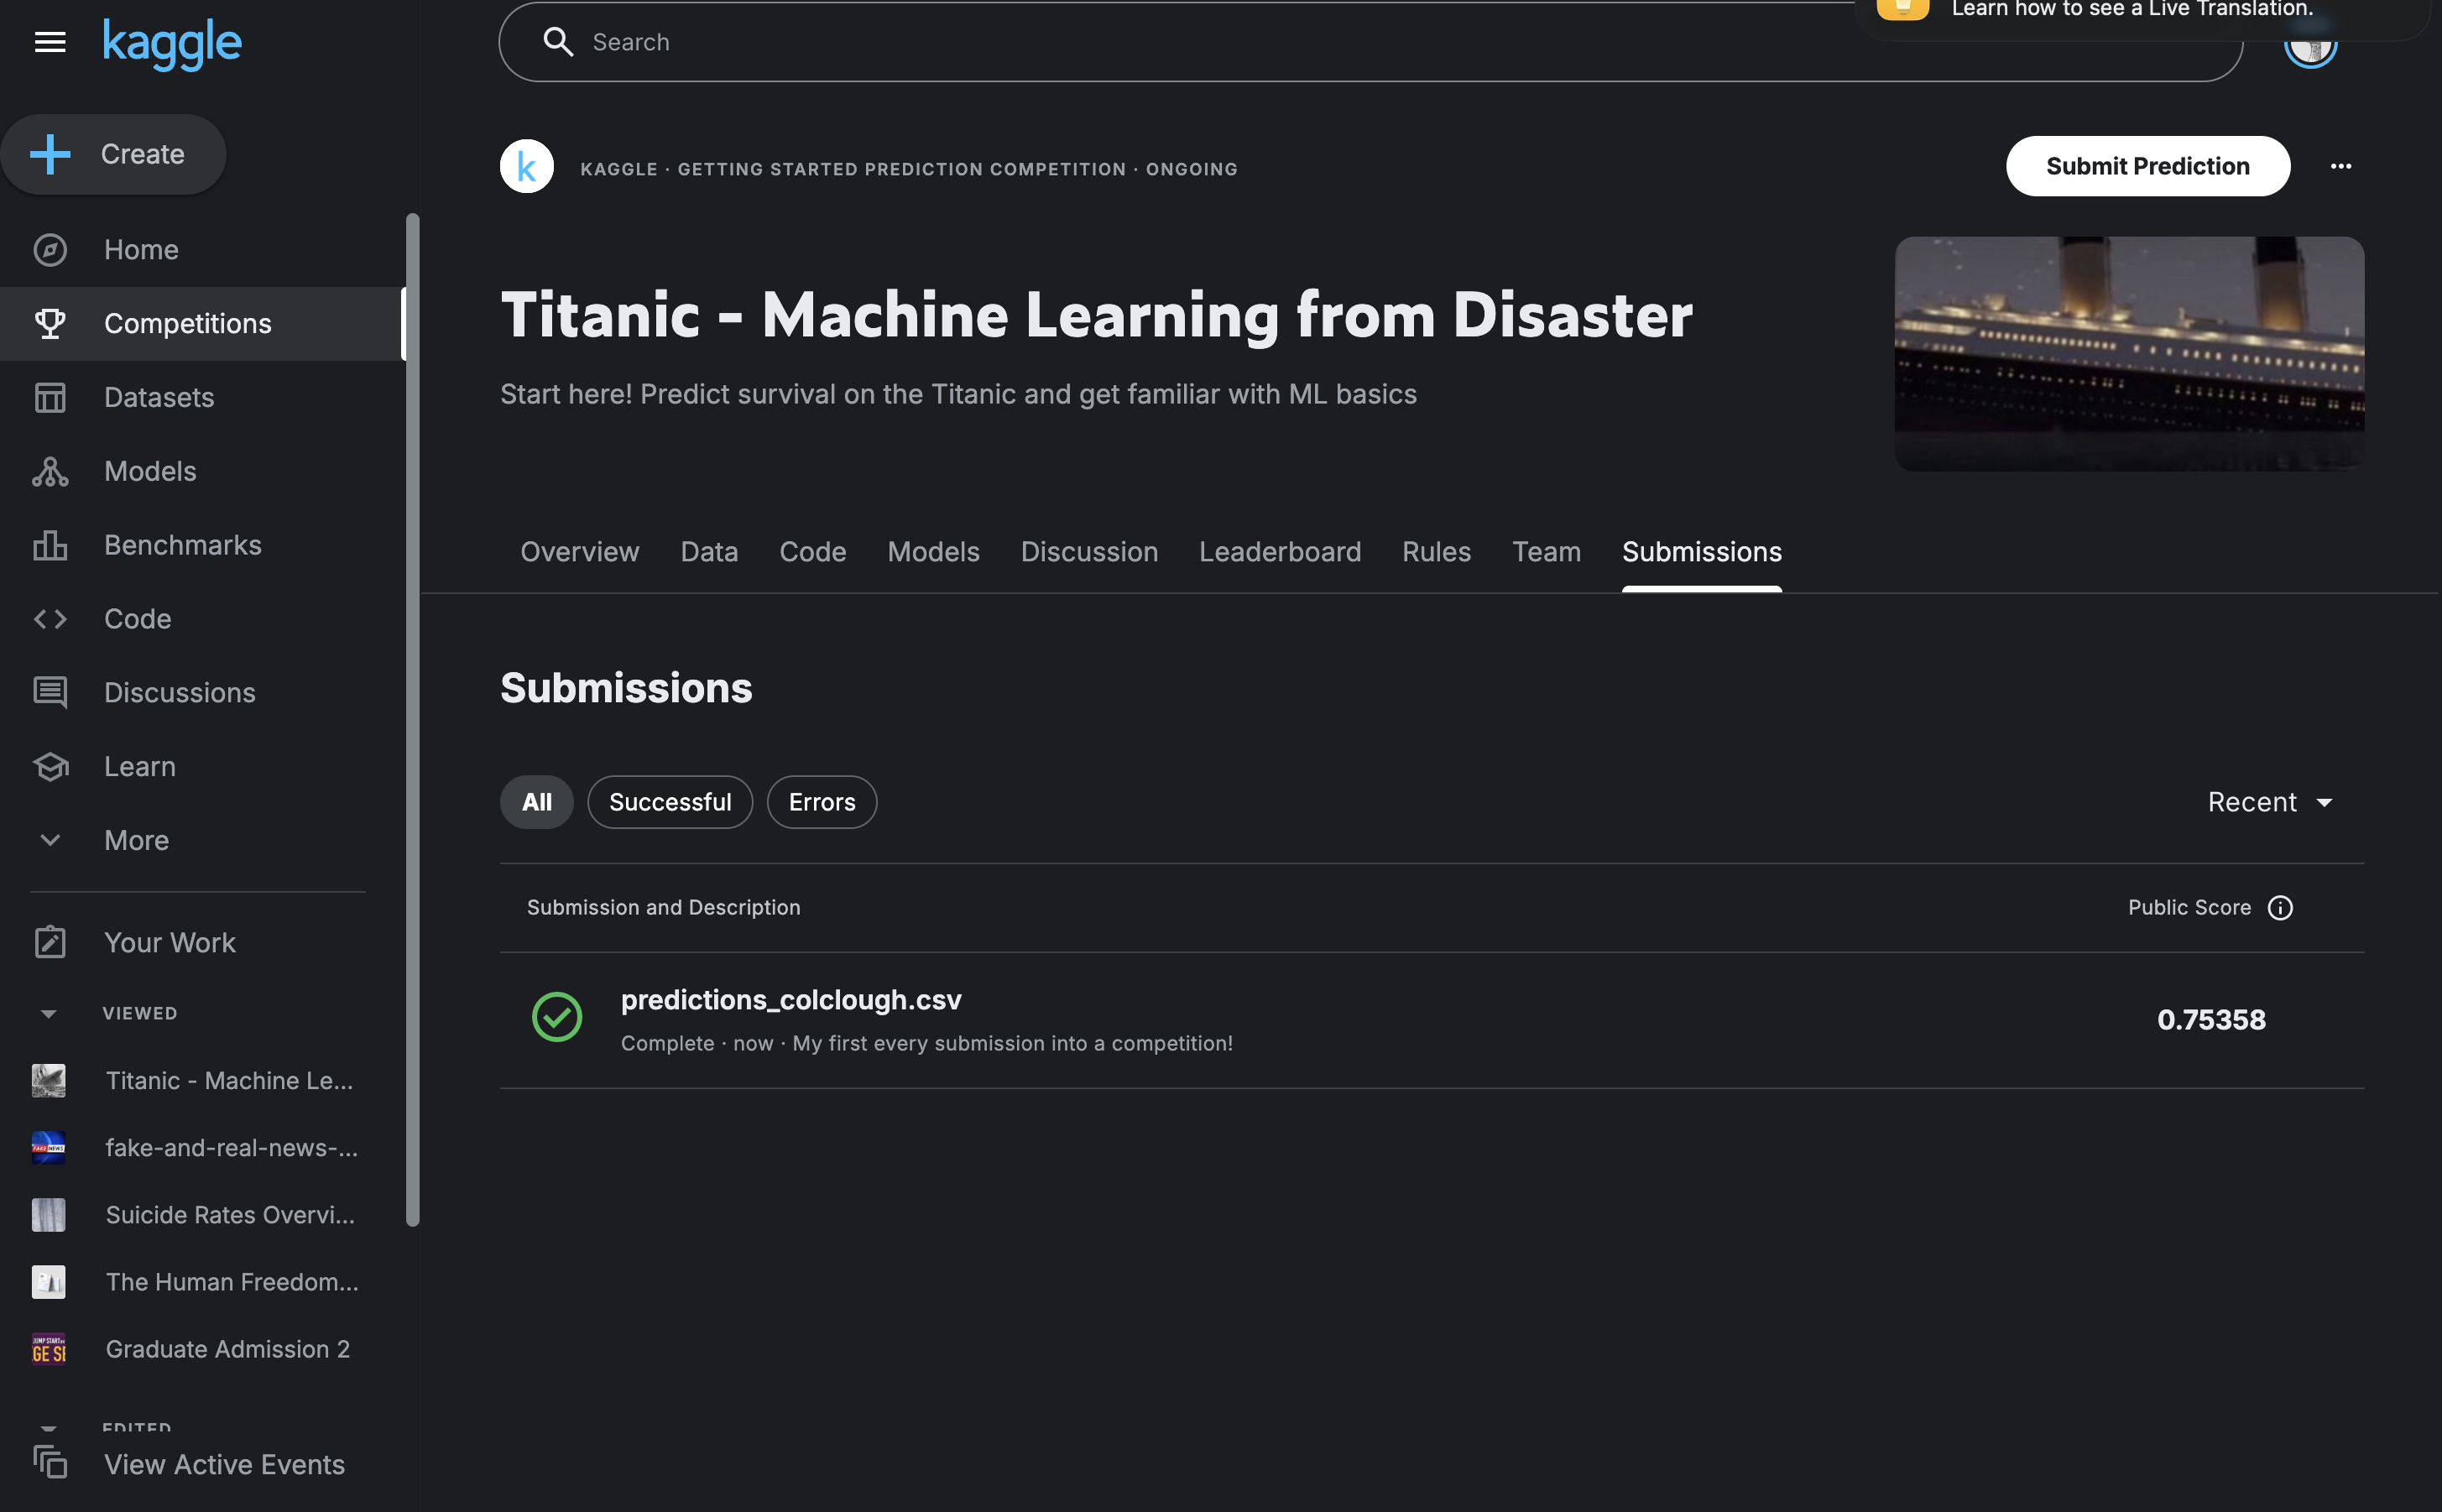 kaggle
Search
Learn how to see a Live Translation.
Create
Home
Competitions
Datasets
Models
Benchmarks
Code
Discussions
Learn
More
Your Work
VIEWED
Titanic - Machine Le...
fake-and-real-news-...
Suicide Rates Overvi...
The Human Freedom...
Graduate Admission 2
EDITED
View Active Events
k
KAGGLE · GETTING STARTED PREDICTION COMPETITION · ONGOING
Submit Prediction
Titanic - Machine Learning from Disaster
Start here! Predict survival on the Titanic and get familiar with ML basics
Overview Data Code Models Discussion Leaderboard Rules Team Submissions
Submissions
All Successful Errors
Recent
Submission and Description
Public Score
predictions_colclough.csv
0.75358
Complete · now · My first every submission into a competition!